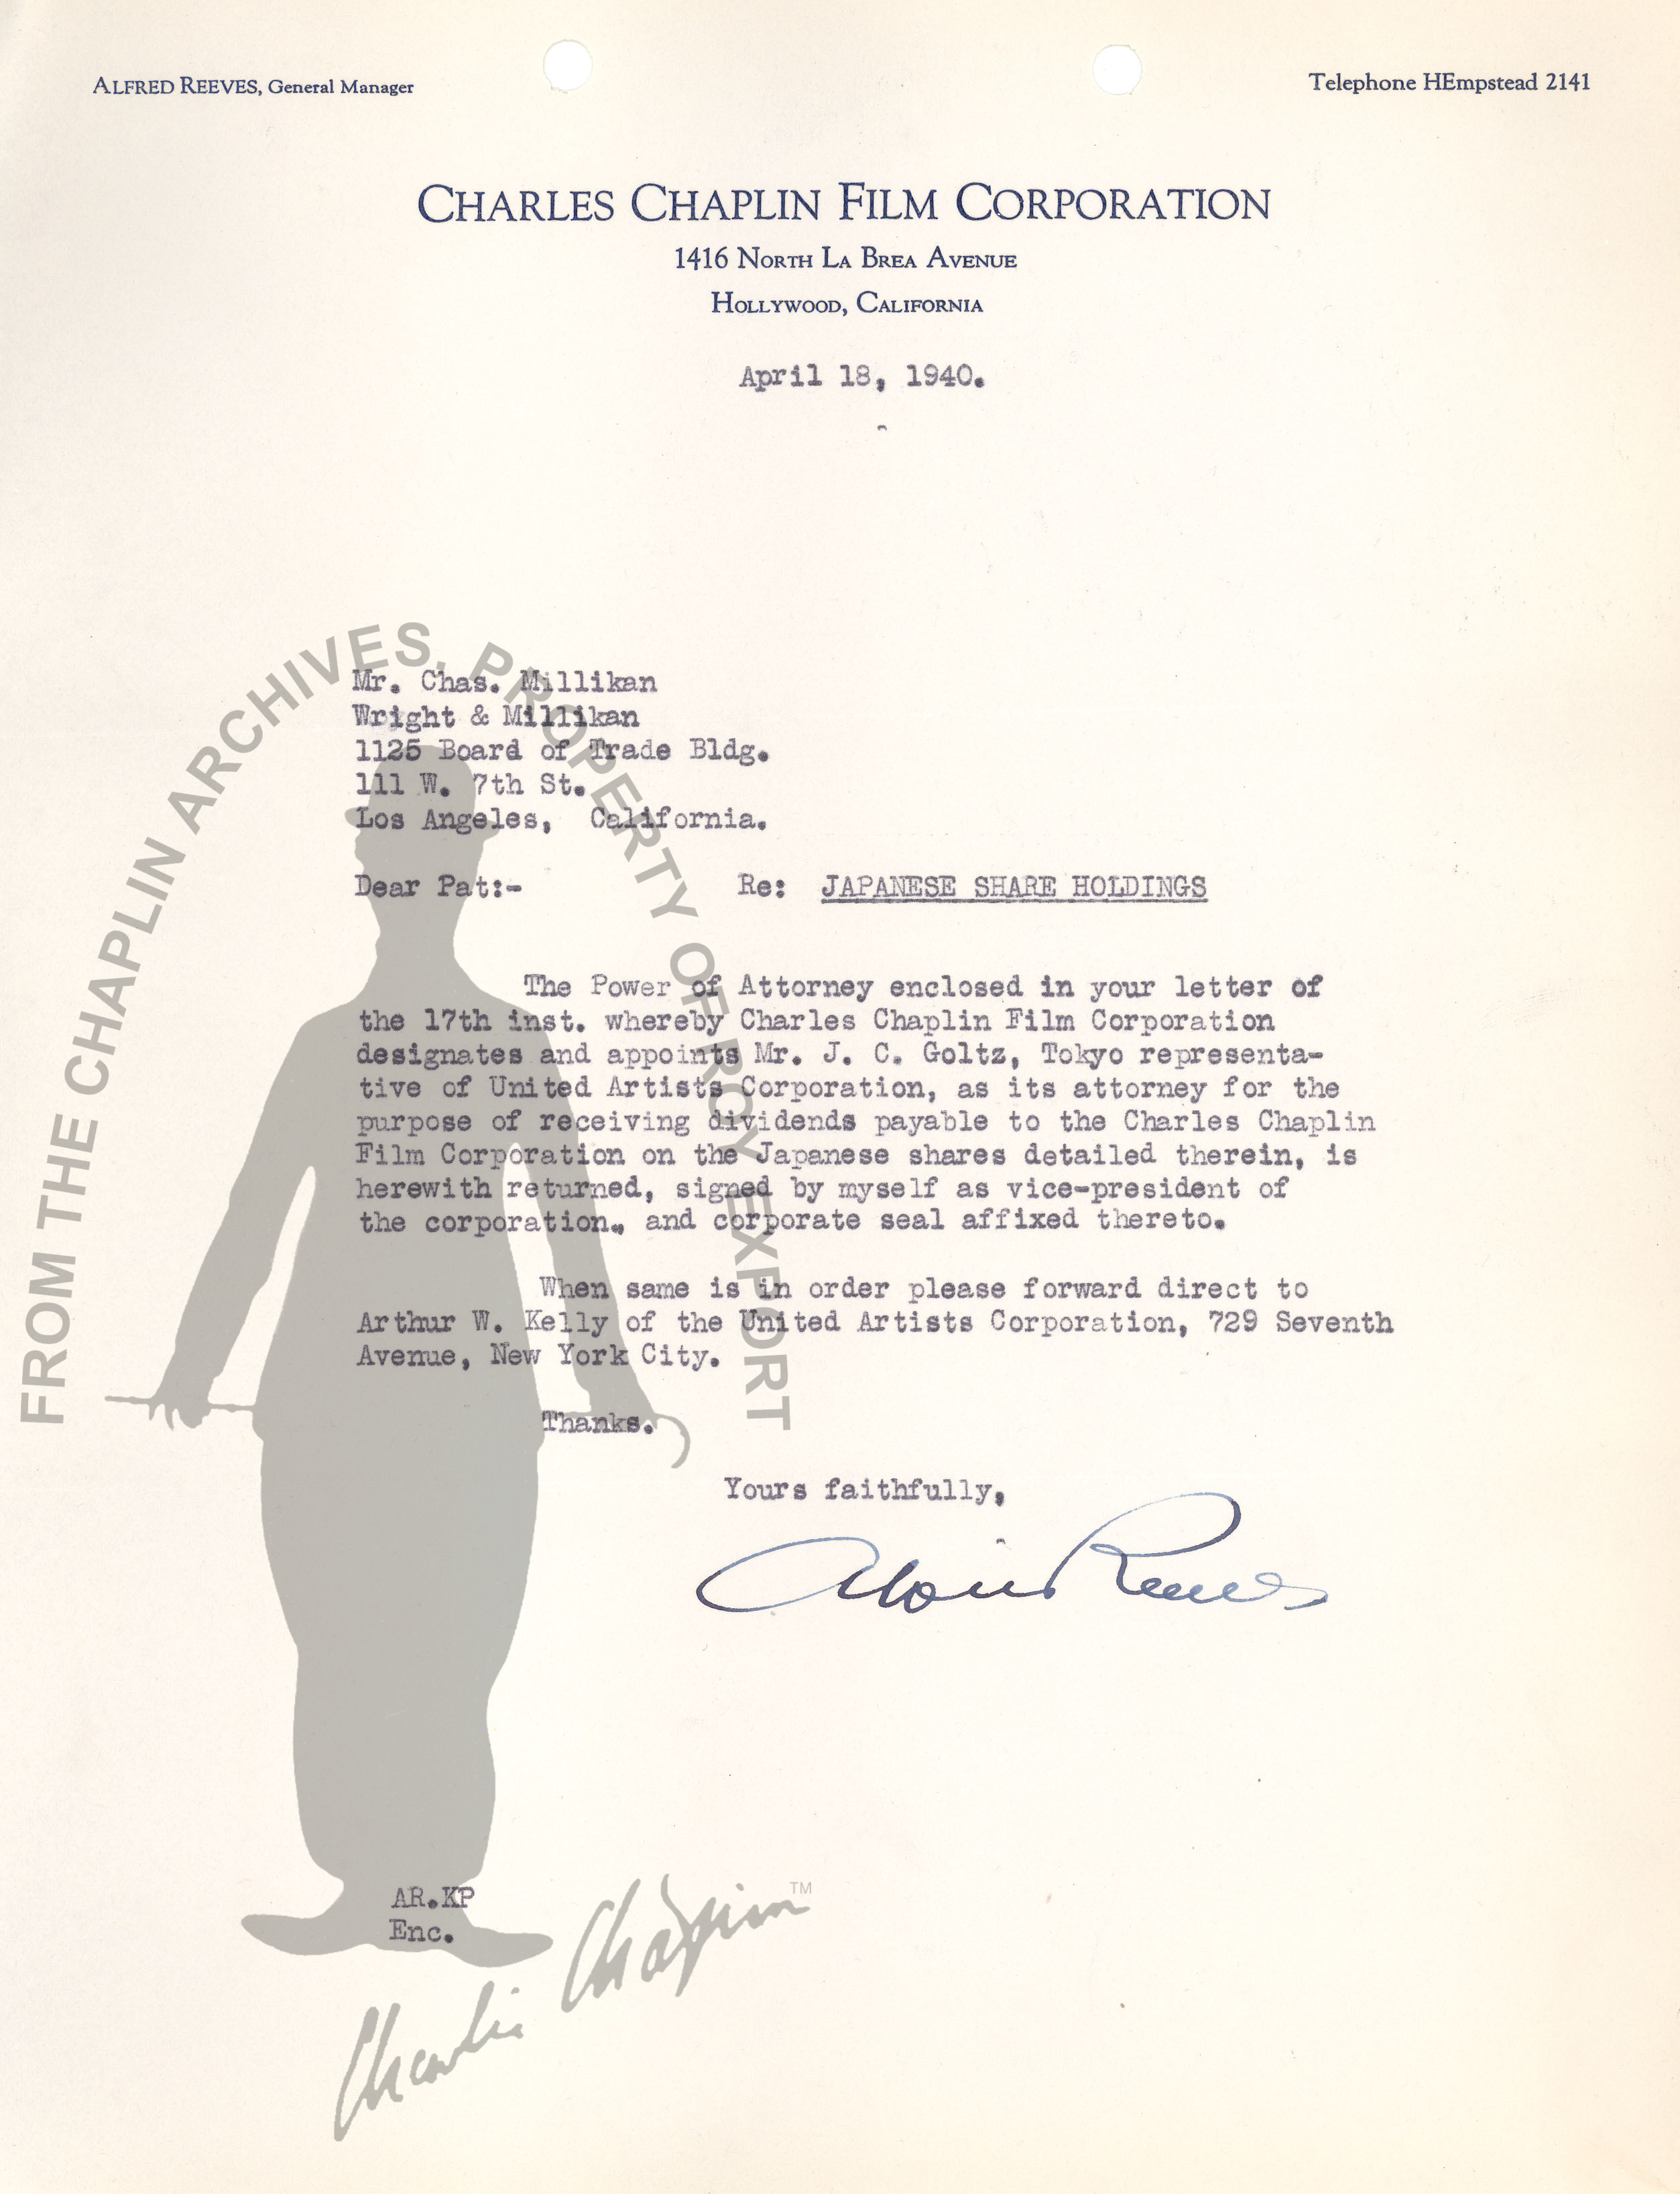 ALFRED REEVES, General Manager
Telephone HEmpstead 2141
CHARLES CHAPLIN FILM CORPORATION
1416 NORTH LA BREA AVENUE
HOLLYWOOD, CALIFORNIA
April 18, 1940.
Mr. Chas. Millikan
Wright & Millikan
1125 Board of Trade Bldg.
111 W. 7th St.
Los Angeles, California.
Dear Pat:- Re: JAPANESE SHARE HOLDINGS
The Power of Attorney enclosed in your letter of
the 17th inst. whereby Charles Chaplin Film Corporation
designates and appoints Mr. J. C. Goltz, Tokyo representa-
tive of United Artists Corporation, as its attorney for the
purpose of receiving dividends payable to the Charles Chaplin
Film Corporation on the Japanese shares detailed therein, is
herewith returned, signed by myself as vice-president of
the corporation, and corporate seal affixed thereto.
When same is in order please forward direct to
Arthur W. Kelly of the United Artists Corporation, 729 Seventh
Avenue, New York City.
Thanks.
Yours faithfully,
Alf Reeves
AR.KP
Enc.
FROM THE CHAPLIN ARCHIVES. PROPERTY OF ROY EXPORT
Charlie Chaplin TM